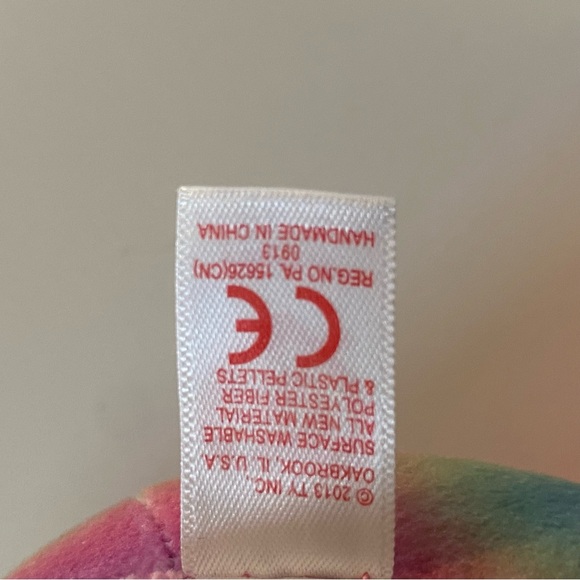 © 2013 TY INC.,
OAKBROOK, IL. U.S.A
SURFACE WASHABLE
ALL NEW MATERIAL
POLYESTER FIBER
& PLASTIC PELLETS
CE
REG.NO PA. 15626(CN)
0913
HANDMADE IN CHINA